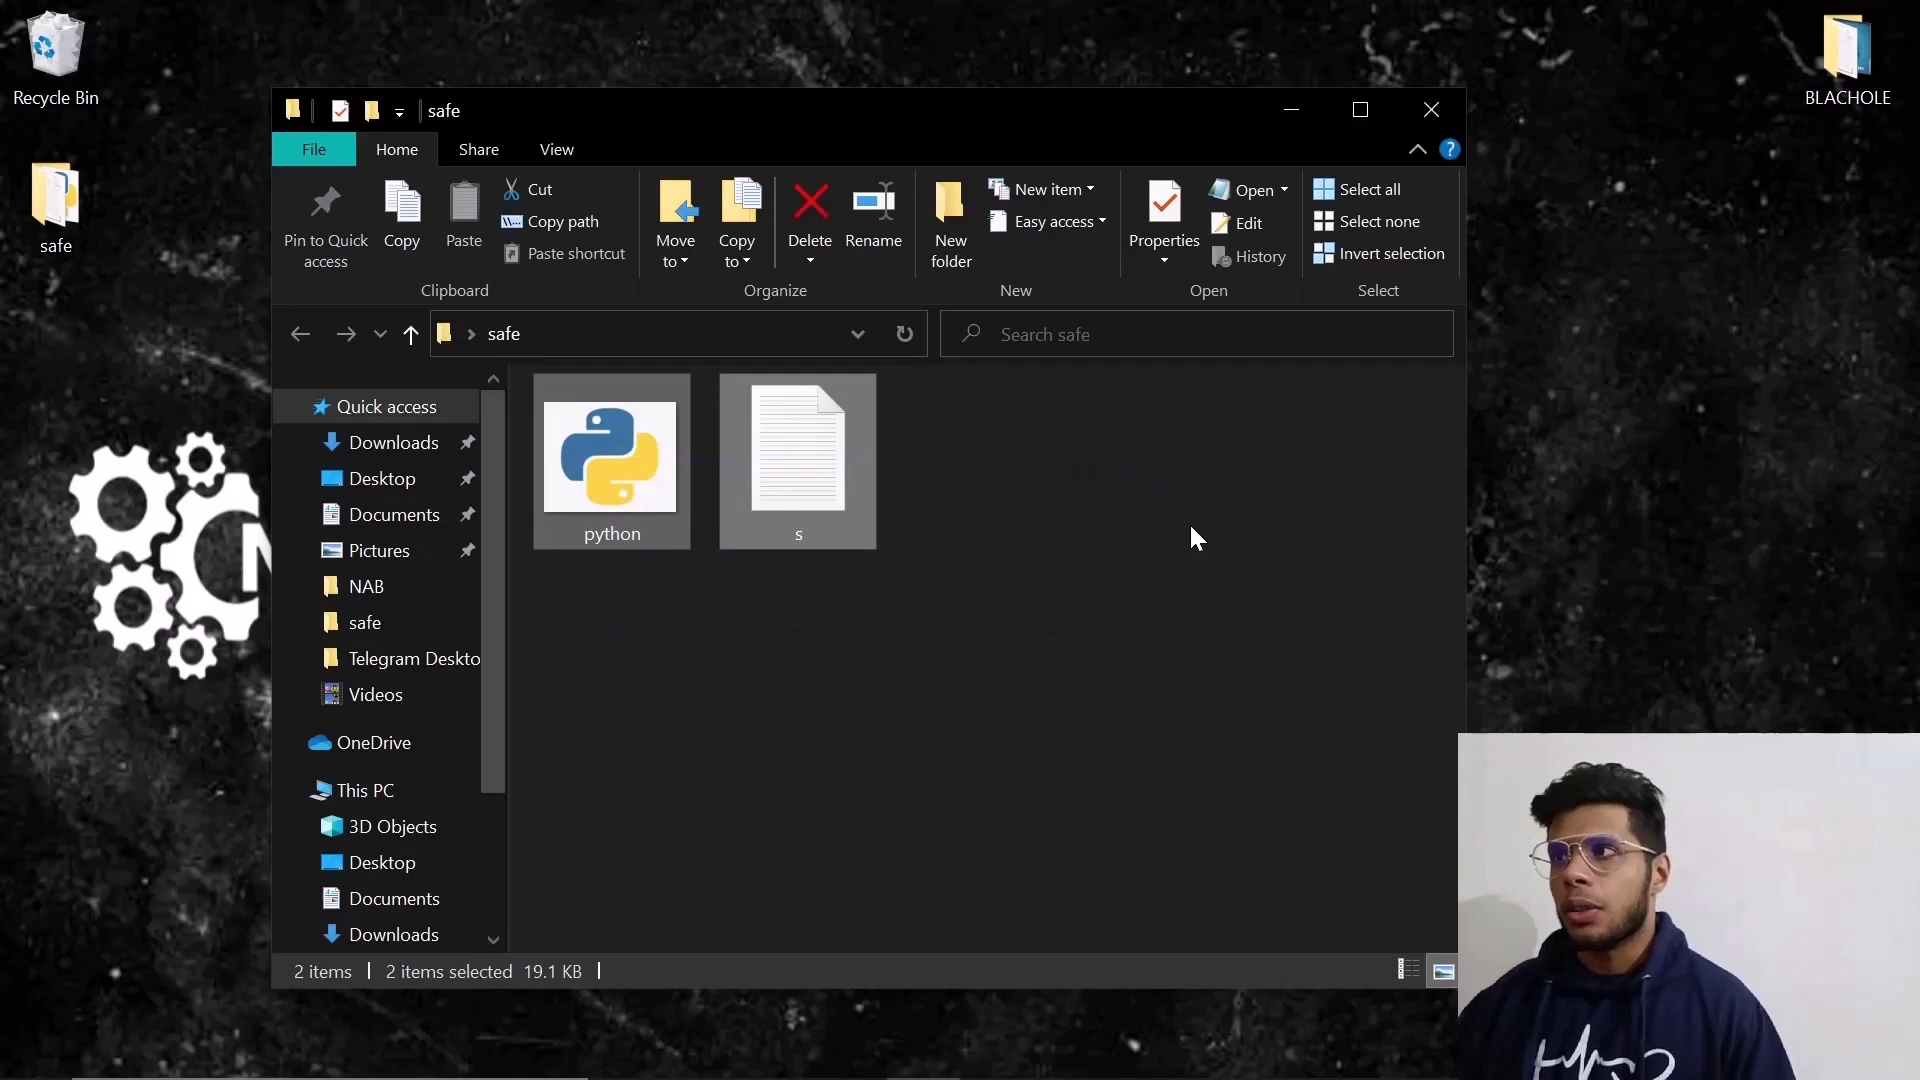 Recycle Bin
BLACHOLE
safe
safe
File
Home
Share
View
Pin to Quick
access
Copy
Paste
Cut
Copy path
Paste shortcut
Clipboard
Move
to
Copy
to
Delete
Rename
Organize
New
folder
New item
Easy access
New
Properties
Open
Edit
History
Open
Select all
Select none
Invert selection
Select
safe
Search safe
Quick access
Downloads
Desktop
Documents
Pictures
NAB
safe
Telegram Deskto
Videos
OneDrive
This PC
3D Objects
Desktop
Documents
Downloads
python
s
2 items
2 items selected 19.1 KB